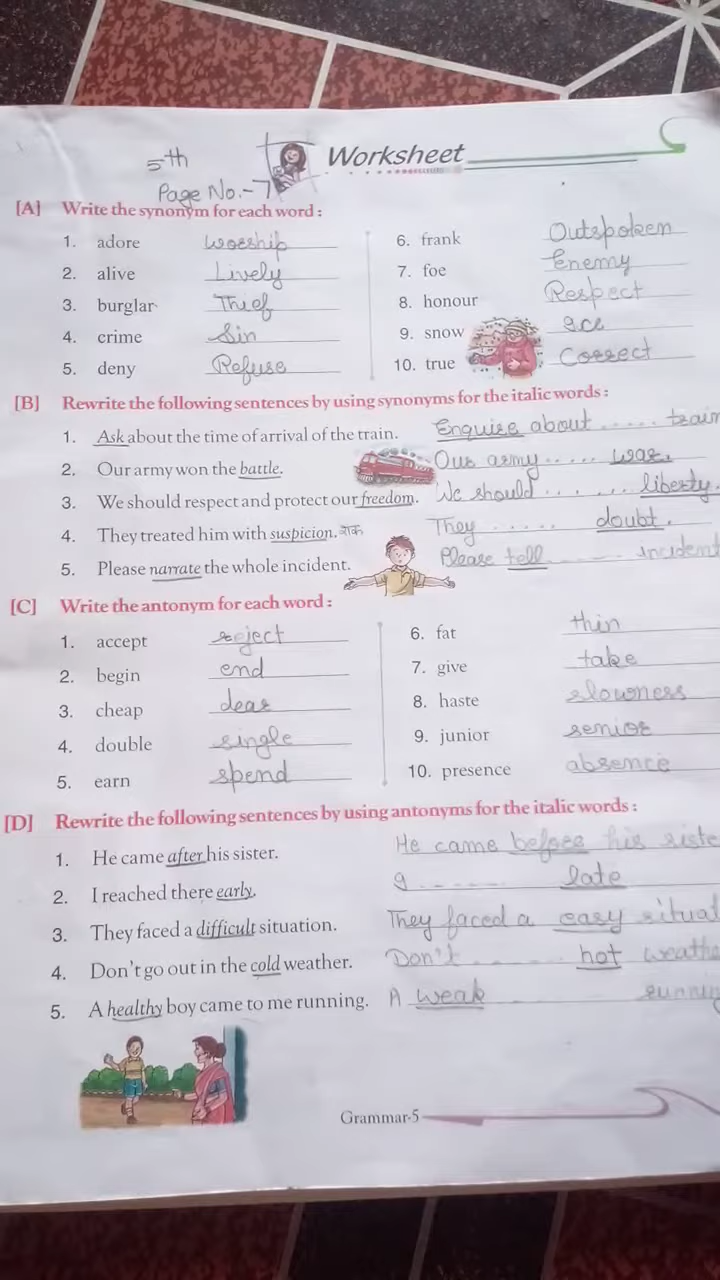 5th
Page No.-7
Worksheet
[A] Write the synonym for each word :
1. adore Worship 6. frank Outspoken
2. alive Lively 7. foe Enemy
3. burglar Thief 8. honour Respect
4. crime Sin 9. snow Ice
5. deny Refuse 10. true Correct
[B] Rewrite the following sentences by using synonyms for the italic words :
1. Ask about the time of arrival of the train. Enquire about ..... train
2. Our army won the battle. Our army ..... war.
3. We should respect and protect our freedom. We should . . . . . liberty.
4. They treated him with suspicion. शक They ..... doubt.
5. Please narrate the whole incident. Please tell incident
[C] Write the antonym for each word :
1. accept reject 6. fat thin
2. begin end 7. give take
3. cheap dear 8. haste slowness
4. double single 9. junior senior
5. earn spend 10. presence absence
[D] Rewrite the following sentences by using antonyms for the italic words :
1. He came after his sister. He came before his siste
2. I reached there early. I ..... late
3. They faced a difficult situation. They faced a easy situat
4. Don't go out in the cold weather. Don't ..... hot weathe
5. A healthy boy came to me running. A weak runnin
Grammar-5